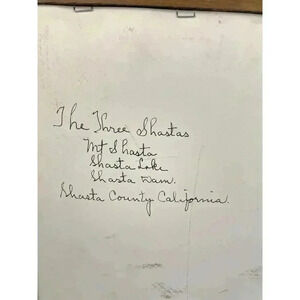 The Three Shastas
Mt Shasta
Shasta Lake
Shasta Dam.
Shasta County California.